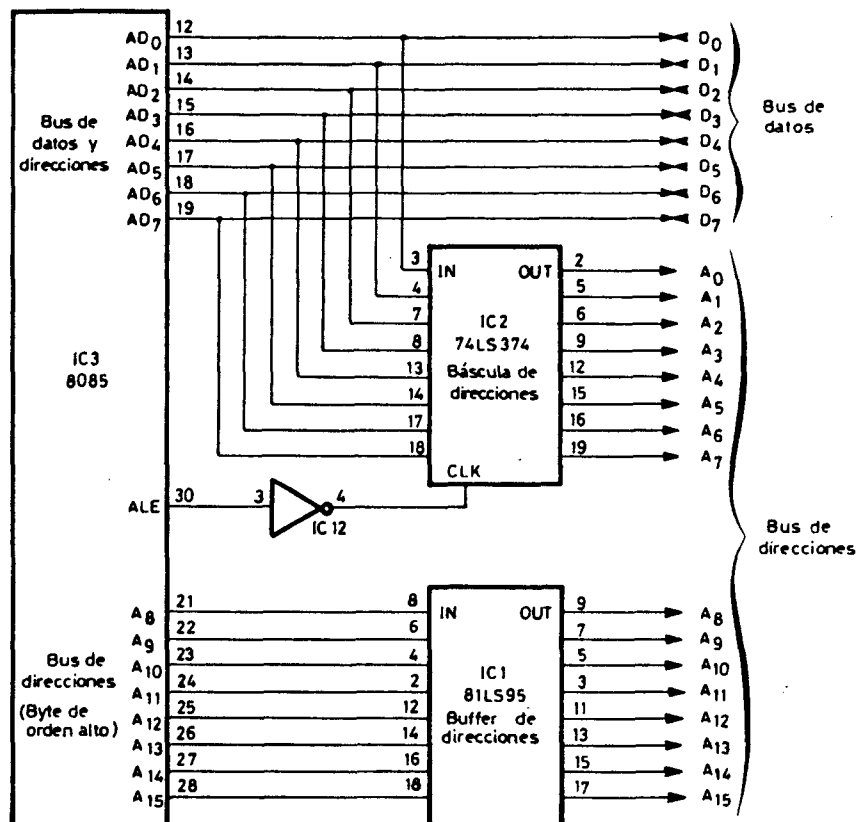 AD0 12 D0
AD1 13 D1
AD2 14 D2
AD3 15 D3
AD4 16 D4
AD5 17 D5
AD6 18 D6
AD7 19 D7
Bus de
datos y
direcciones
Bus de
datos
IC3
8085
3 IN OUT 2 A0
4 5 A1
7 6 A2
8 9 A3
13 12 A4
14 15 A5
17 16 A6
18 19 A7
IC2
74LS374
Báscula de
direcciones
CLK
ALE 30 3 4
IC 12
Bus de
direcciones
A8 21 8 IN OUT 9 A8
A9 22 6 7 A9
A10 23 4 5 A10
A11 24 2 3 A11
A12 25 12 11 A12
A13 26 14 13 A13
A14 27 16 15 A14
A15 28 18 17 A15
Bus de
direcciones
(Byte de
orden alto)
IC1
81LS95
Buffer de
direcciones